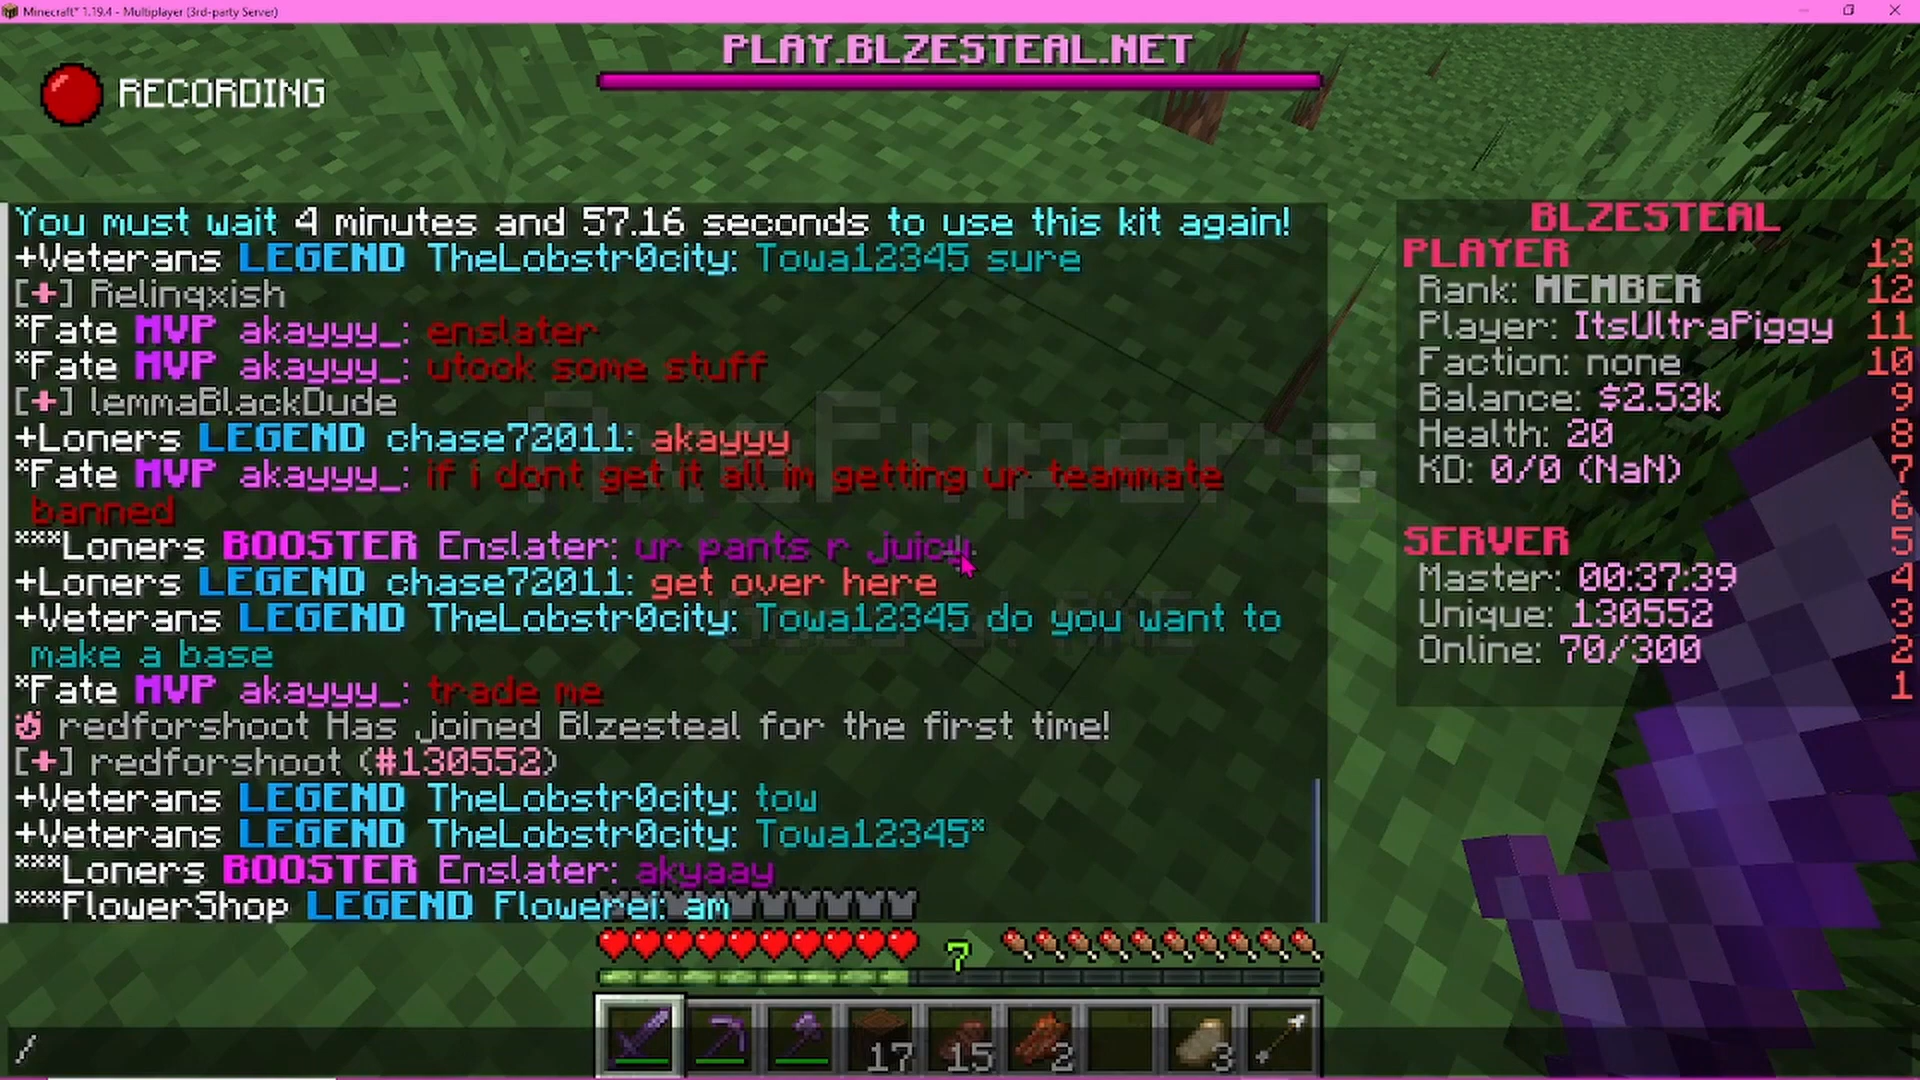 Minecraft* 1.19.4 - Multiplayer (3rd-party Server)
PLAY.BLZESTEAL.NET
RECORDING
You must wait 4 minutes and 57.16 seconds to use this kit again!
+Veterans LEGEND TheLobstr0city: Towa12345 sure
[+] Relinqxish
*Fate MVP akayyy_: enslater
*Fate MVP akayyy_: utook some stuff
[+] lemmaBlackDude
+Loners LEGEND chase72011: akayyy
*Fate MVP akayyy_: if i dont get it all im getting ur teammate
banned
***Loners BOOSTER Enslater: ur pants r juicy
+Loners LEGEND chase72011: get over here
+Veterans LEGEND TheLobstr0city: Towa12345 do you want to
make a base
*Fate MVP akayyy_: trade me
redforshoot Has joined Blzesteal for the first time!
[+] redforshoot (#130552)
+Veterans LEGEND TheLobstr0city: tow
+Veterans LEGEND TheLobstr0city: Towa12345*
***Loners BOOSTER Enslater: akyaay
***FlowerShop LEGEND Flowerei: am
BLZESTEAL
PLAYER 13
Rank: MEMBER 12
Player: ItsUltraPiggy 11
Faction: none 10
Balance: $2.53k 9
Health: 20 8
KD: 0/0 (NaN) 7
6
SERVER 5
Master: 00:37:39 4
Unique: 130552 3
Online: 70/300 2
1
7
17 15 2 3
/